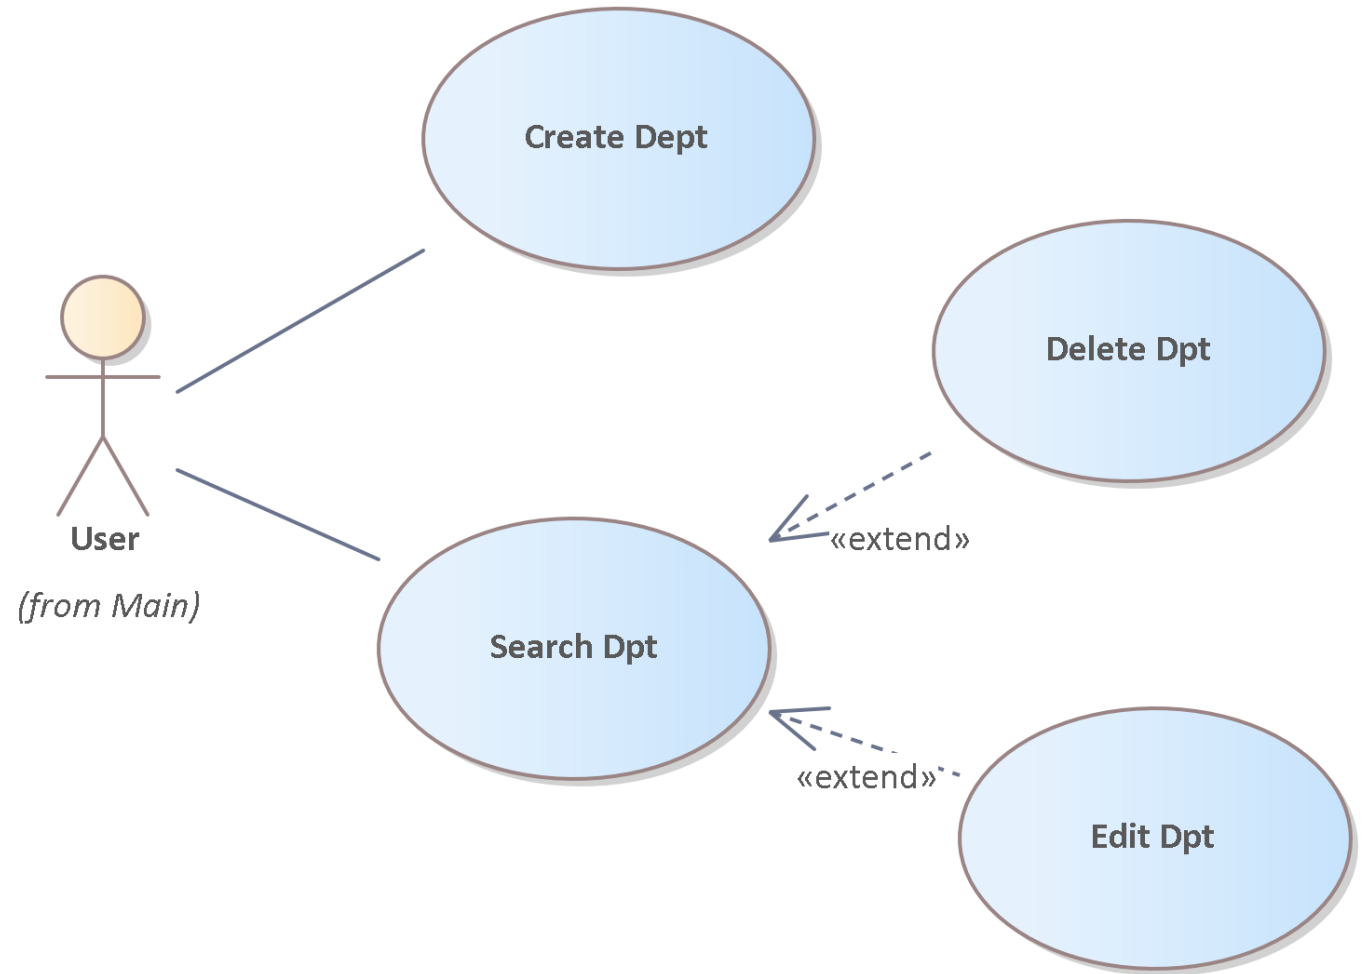 Create Dept
Delete Dpt
User
(from Main)
«extend»
Search Dpt
«extend»
Edit Dpt